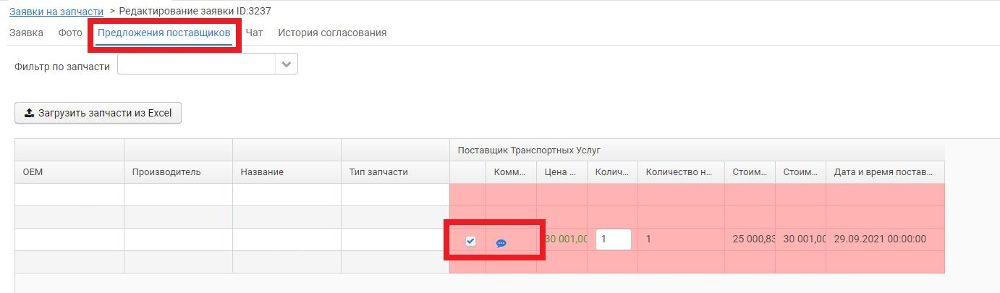 Заявки на запчасти > Редактирование заявки ID:3237
Заявка Фото Предложения поставщиков Чат История согласования
Фильтр по запчасти
Загрузить запчасти из Excel
Поставщик Транспортных Услуг
OEM Производитель Название Тип запчасти Комм... Цена ... Колич... Количество н... Стоим... Стоим... Дата и время постав...
30 001,00 1 1 25 000,83 30 001,00 29.09.2021 00:00:00